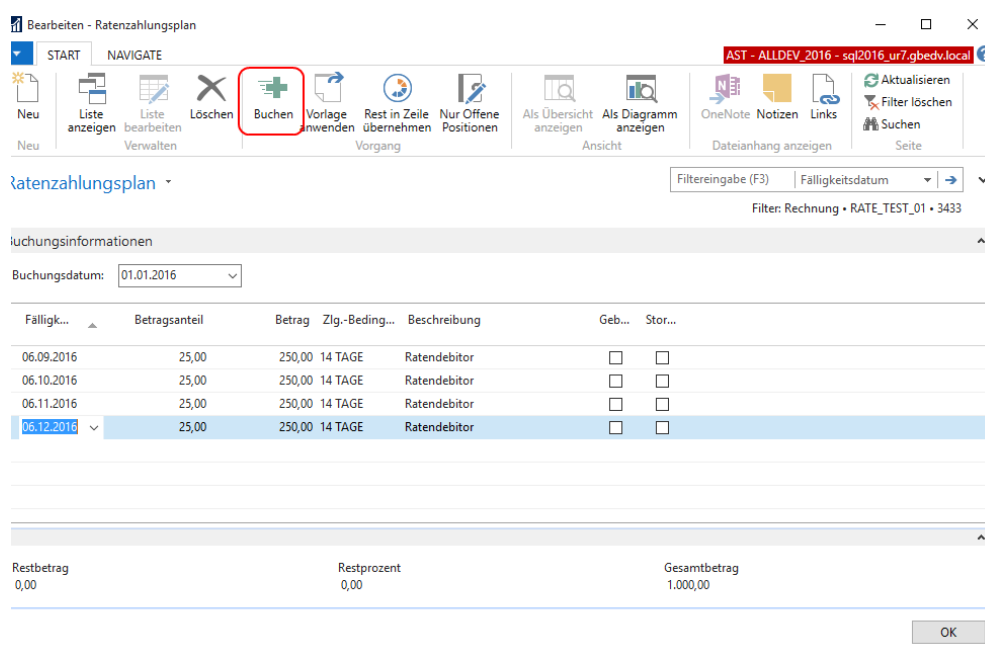 Bearbeiten - Ratenzahlungsplan
START NAVIGATE AST - ALLDEV_2016 - sql2016_ur7.gbedv.local
Neu Liste anzeigen Liste bearbeiten Löschen Buchen Vorlage anwenden Rest in Zeile übernehmen Nur Offene Positionen Als Übersicht anzeigen Als Diagramm anzeigen OneNote Notizen Links Aktualisieren
Filter löschen
Suchen
Neu Verwalten Vorgang Ansicht Dateianhang anzeigen Seite
Ratenzahlungsplan Filtereingabe (F3) Fälligkeitsdatum
Filter: Rechnung • RATE_TEST_01 • 3433
Buchungsinformationen
Buchungsdatum: 01.01.2016
Fälligk... Betragsanteil Betrag Zlg.-Beding... Beschreibung Geb... Stor...
06.09.2016 25,00 250,00 14 TAGE Ratendebitor
06.10.2016 25,00 250,00 14 TAGE Ratendebitor
06.11.2016 25,00 250,00 14 TAGE Ratendebitor
06.12.2016 25,00 250,00 14 TAGE Ratendebitor
Restbetrag Restprozent Gesamtbetrag
0,00 0,00 1.000,00
OK